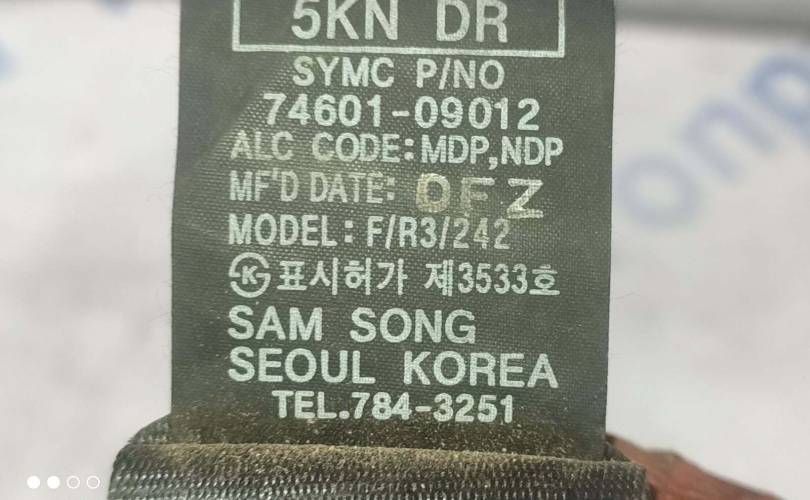 5KN DR
SYMC P/NO
74601-09012
ALC CODE:MDP,NDP
MF'D DATE: DFZ
MODEL: F/R3/242
K 표시허가 제3533호
SAM SONG
SEOUL KOREA
TEL.784-3251